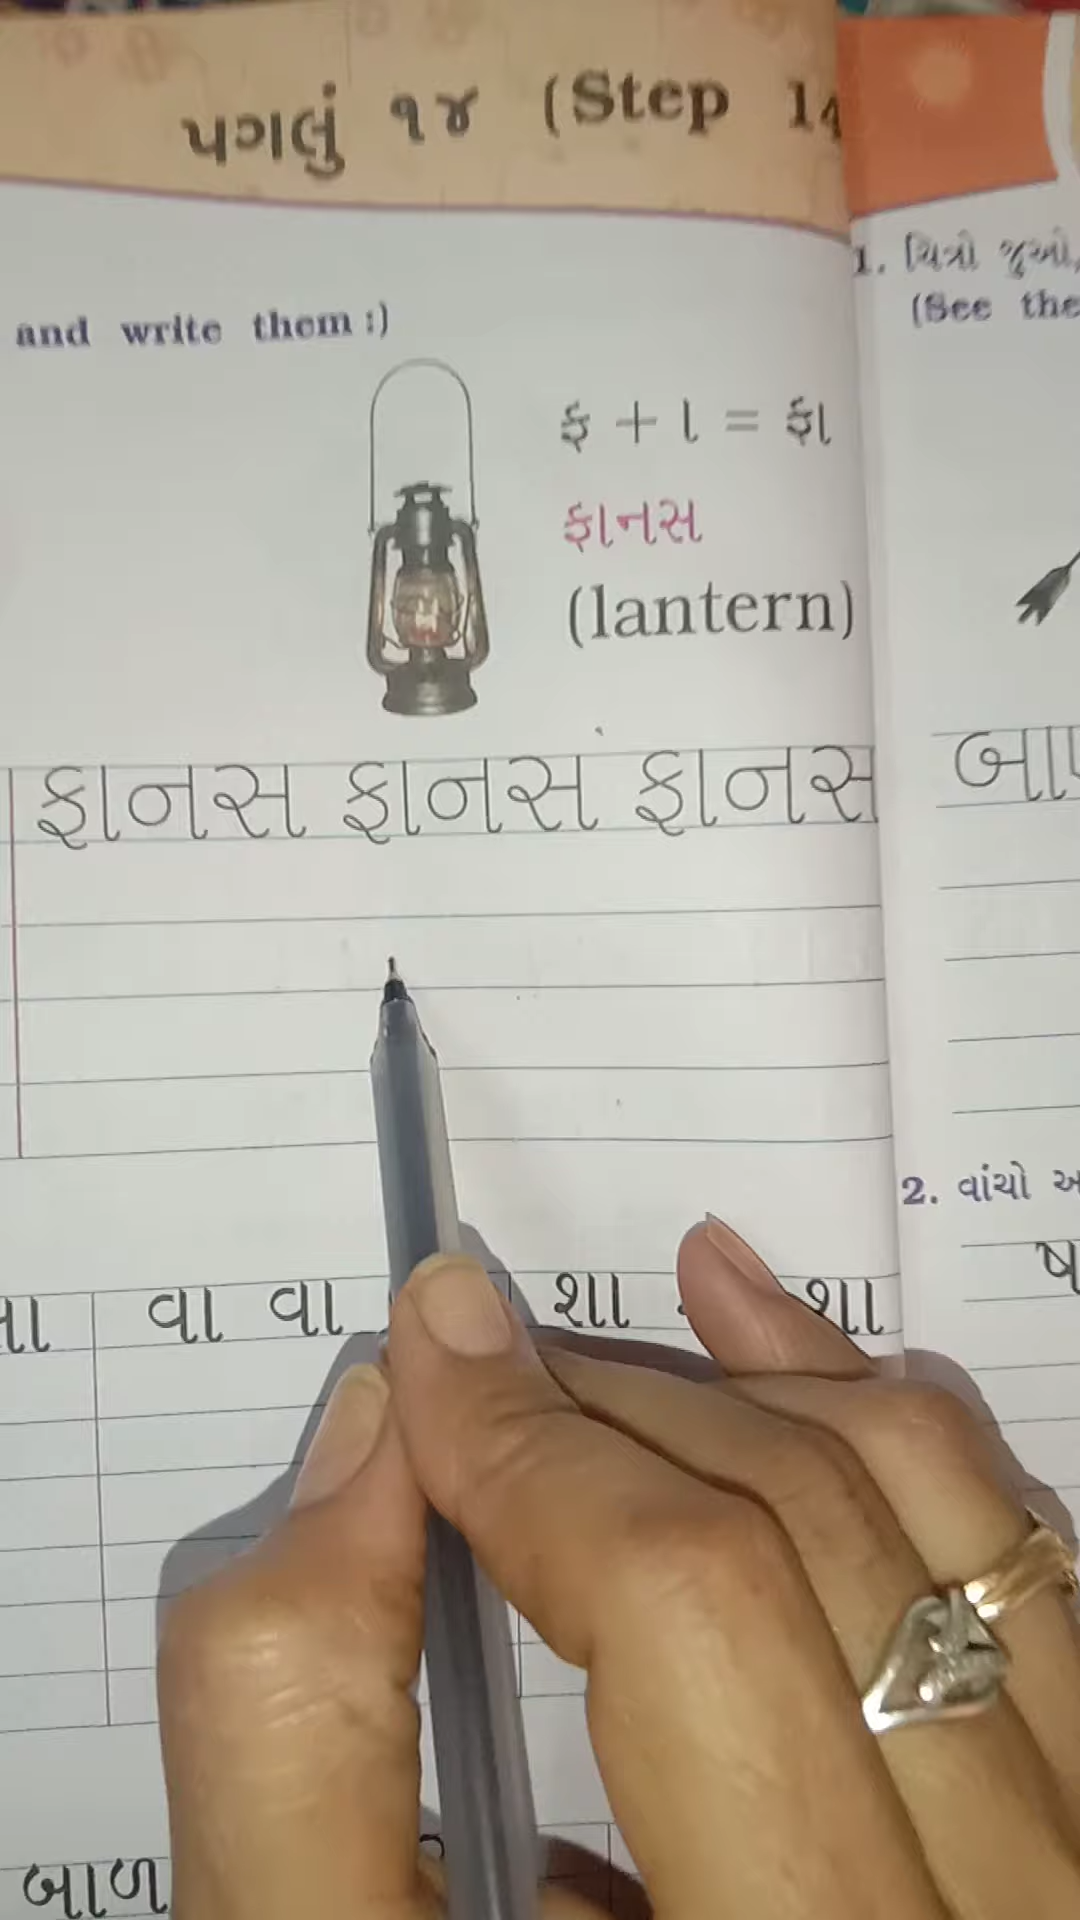 પગલું ૧૪ (Step 14
and write them :)
ફ + ા = ફા
ફાનસ
(lantern)
ફાનસ ફાનસ ફાનસ
વા વા શા શા
બાળ
1. ચિત્રો જુઓ,
(See the
2. વાંચો
ષ